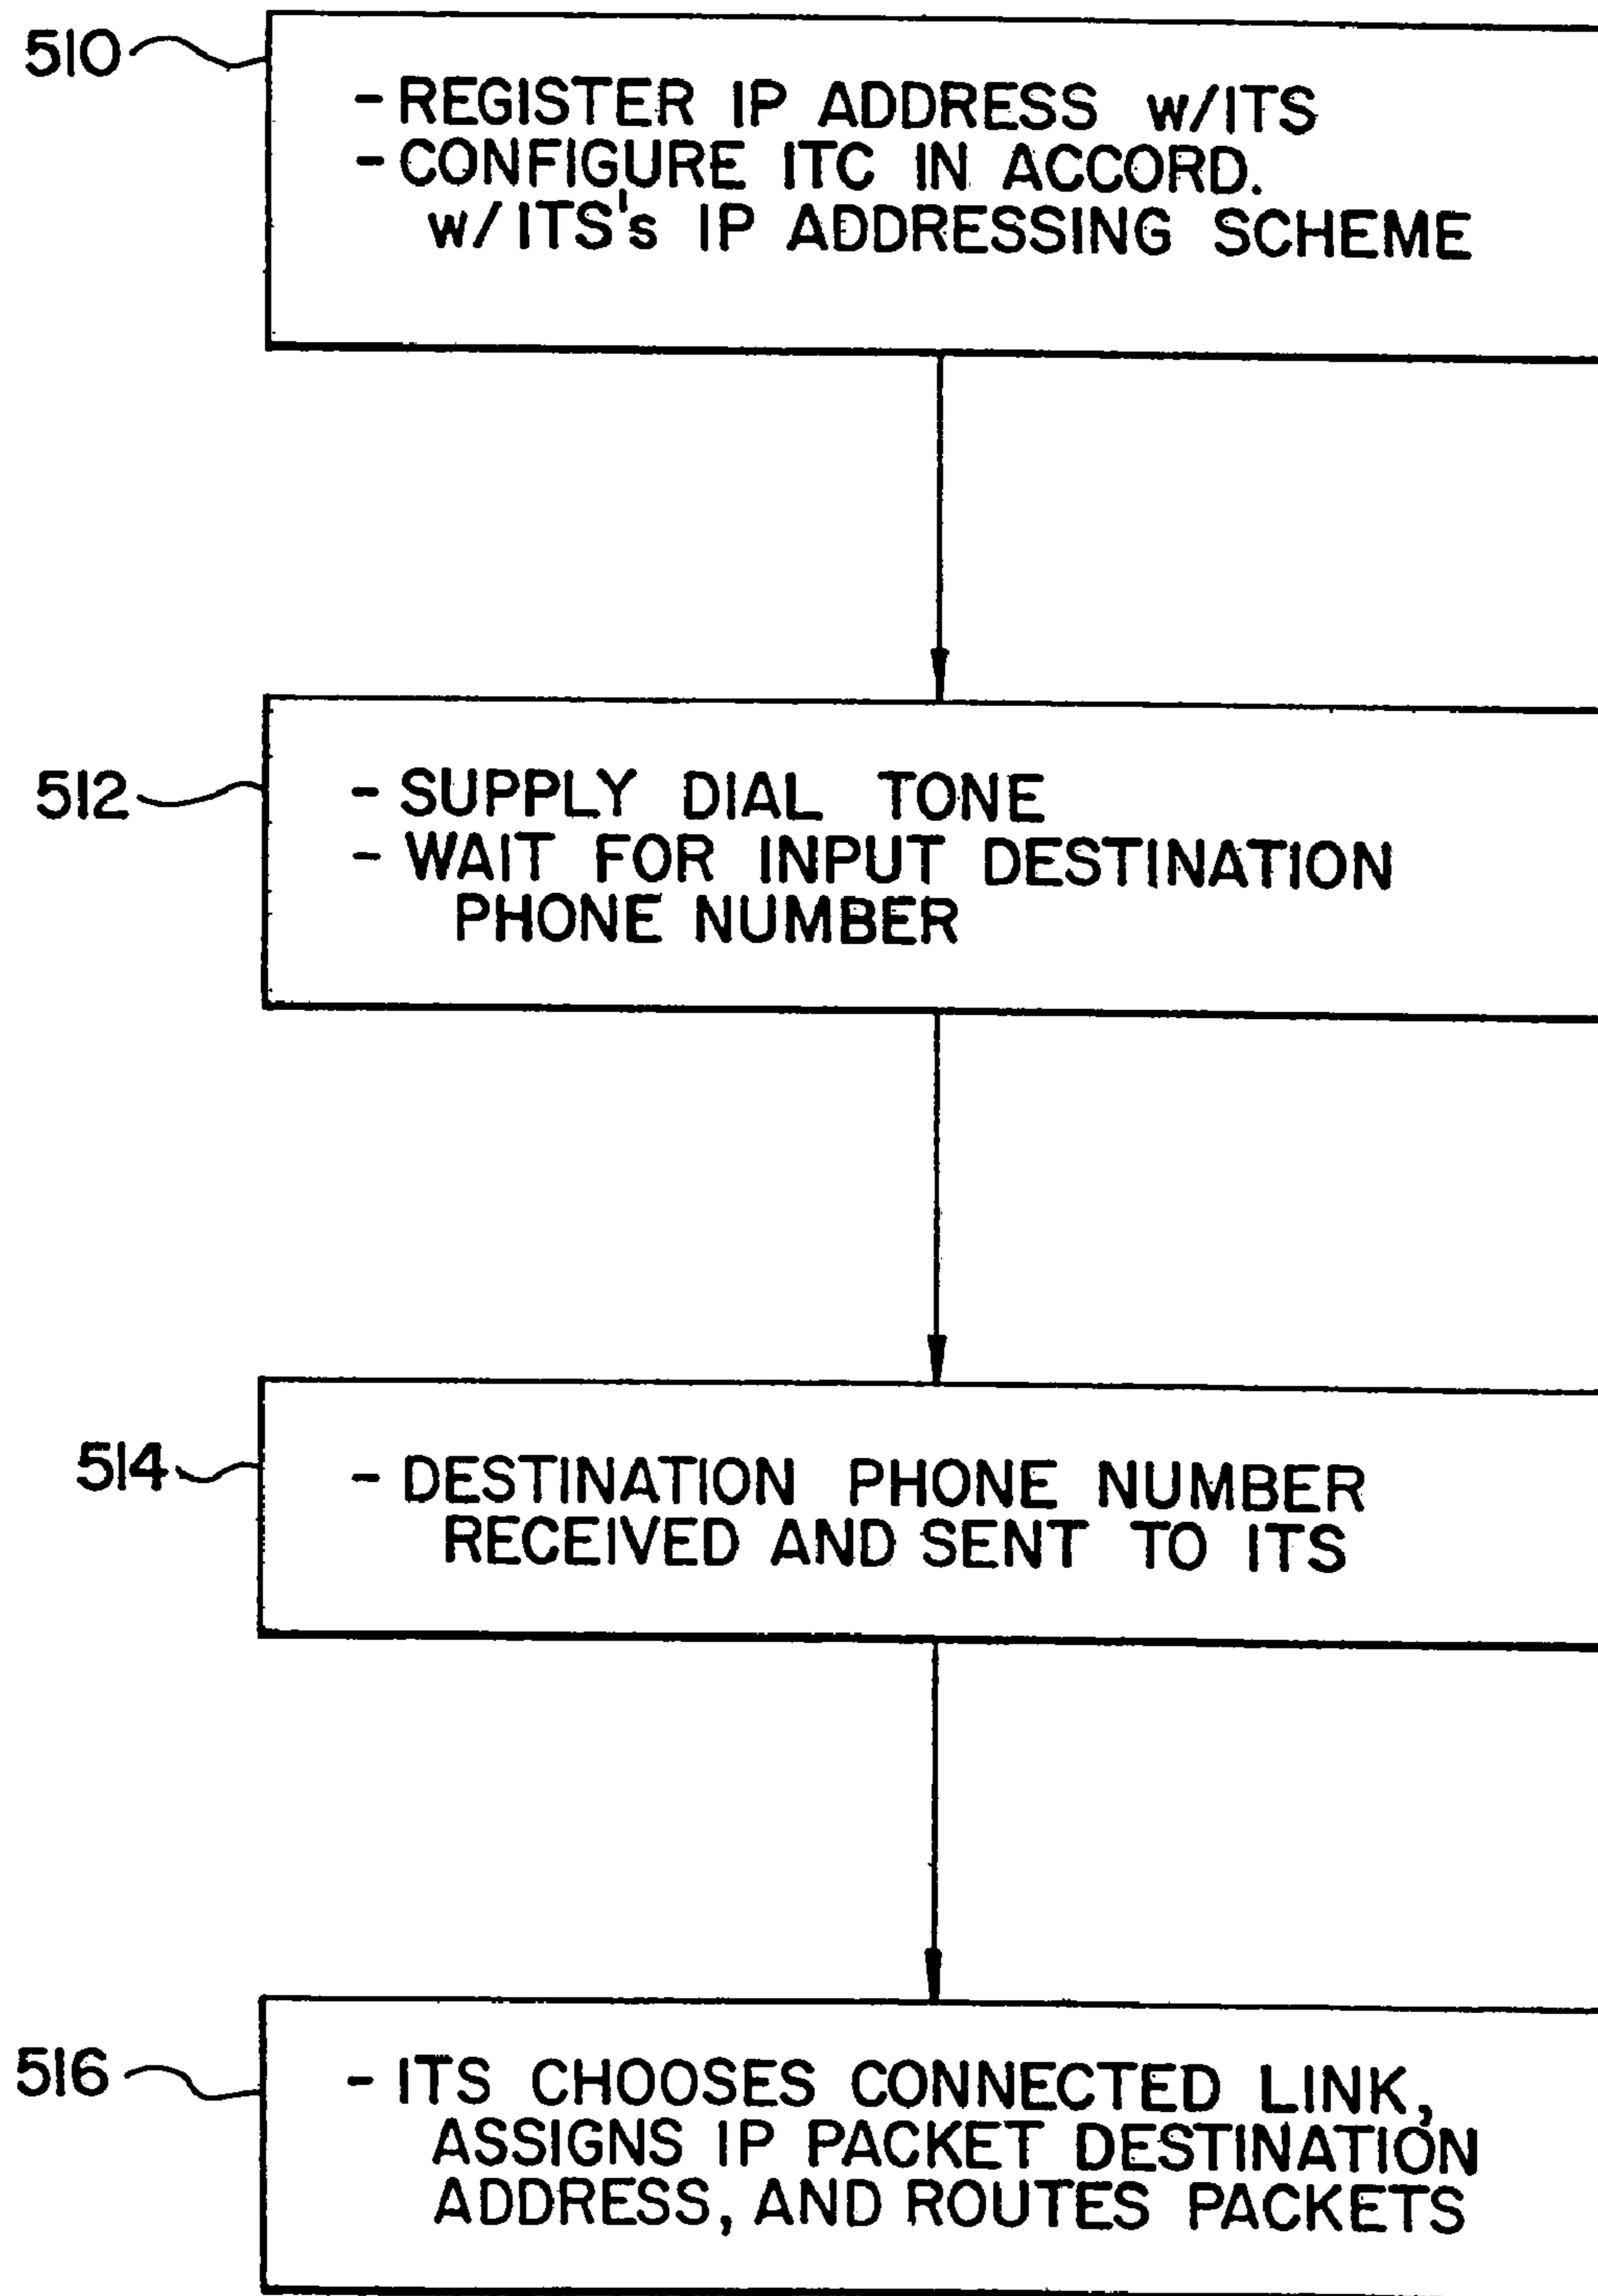 510
- REGISTER IP ADDRESS w/ITS
- CONFIGURE ITC IN ACCORD.
w/ITS's IP ADDRESSING SCHEME
512
- SUPPLY DIAL TONE
- WAIT FOR INPUT DESTINATION
PHONE NUMBER
514
- DESTINATION PHONE NUMBER
RECEIVED AND SENT TO ITS
516
- ITS CHOOSES CONNECTED LINK,
ASSIGNS IP PACKET DESTINATION
ADDRESS, AND ROUTES PACKETS